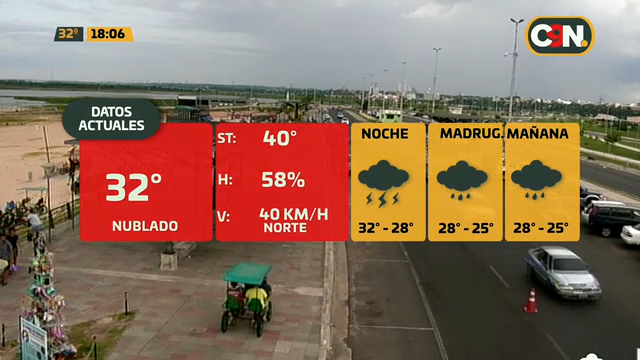 32º 18:06
C9N.
DATOS
ACTUALES
32°
NUBLADO
ST: 40°
H: 58%
V: 40 KM/H
NORTE
NOCHE
32° - 28°
MADRUG.
28° - 25°
MAÑANA
28° - 25°